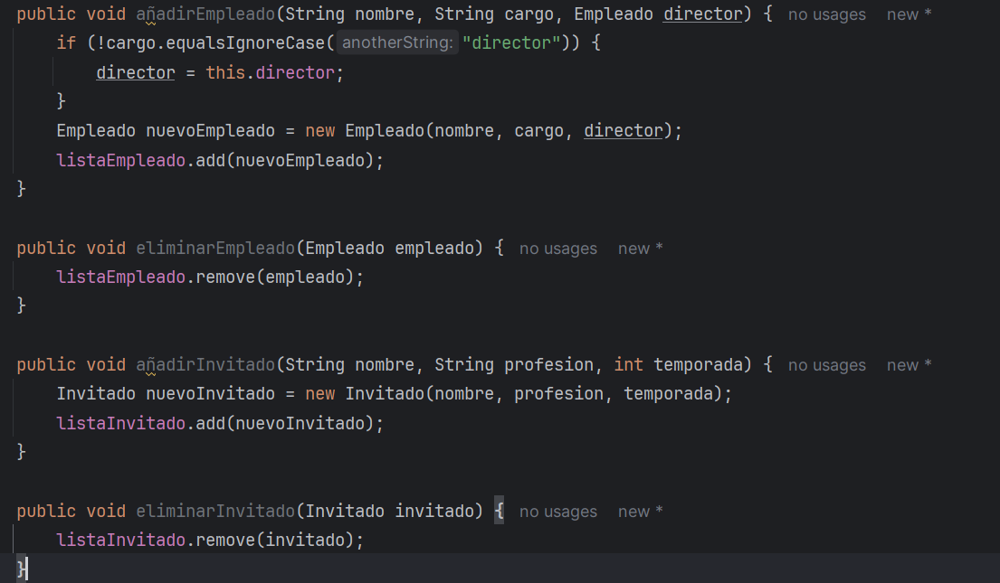 public void añadirEmpleado(String nombre, String cargo, Empleado director) { no usages new *
if (!cargo.equalsIgnoreCase( anotherString: "director")) {
director = this.director;
}
Empleado nuevoEmpleado = new Empleado(nombre, cargo, director);
listaEmpleado.add(nuevoEmpleado);
}
public void eliminarEmpleado(Empleado empleado) { no usages new *
listaEmpleado.remove(empleado);
}
public void añadirInvitado(String nombre, String profesion, int temporada) { no usages new *
Invitado nuevoInvitado = new Invitado(nombre, profesion, temporada);
listaInvitado.add(nuevoInvitado);
}
public void eliminarInvitado(Invitado invitado) { no usages new *
listaInvitado.remove(invitado);
}